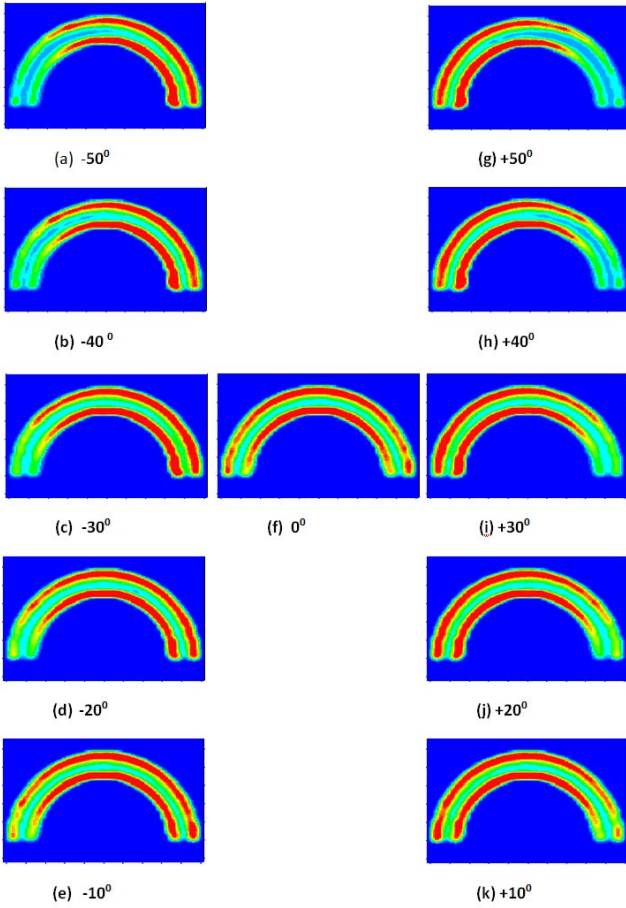 (a) -50⁰
(g) +50⁰
(b) -40 ⁰
(h) +40⁰
(c) -30⁰
(f) 0⁰
(i) +30⁰
(d) -20⁰
(j) +20⁰
(e) -10⁰
(k) +10⁰